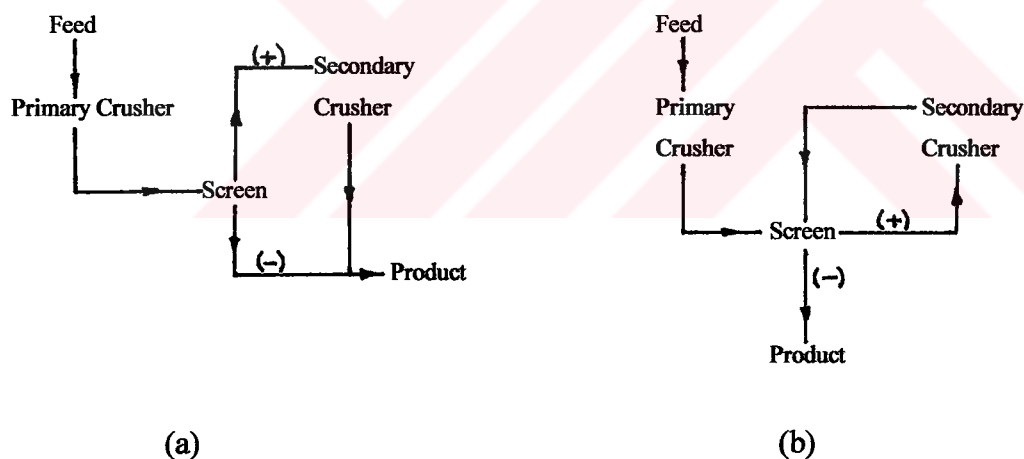 Feed
Primary Crusher
(+)
Secondary
Crusher
Screen
(-)
Product
(a)
Feed
Primary
Crusher
Secondary
Crusher
Screen
(+)
(-)
Product
(b)